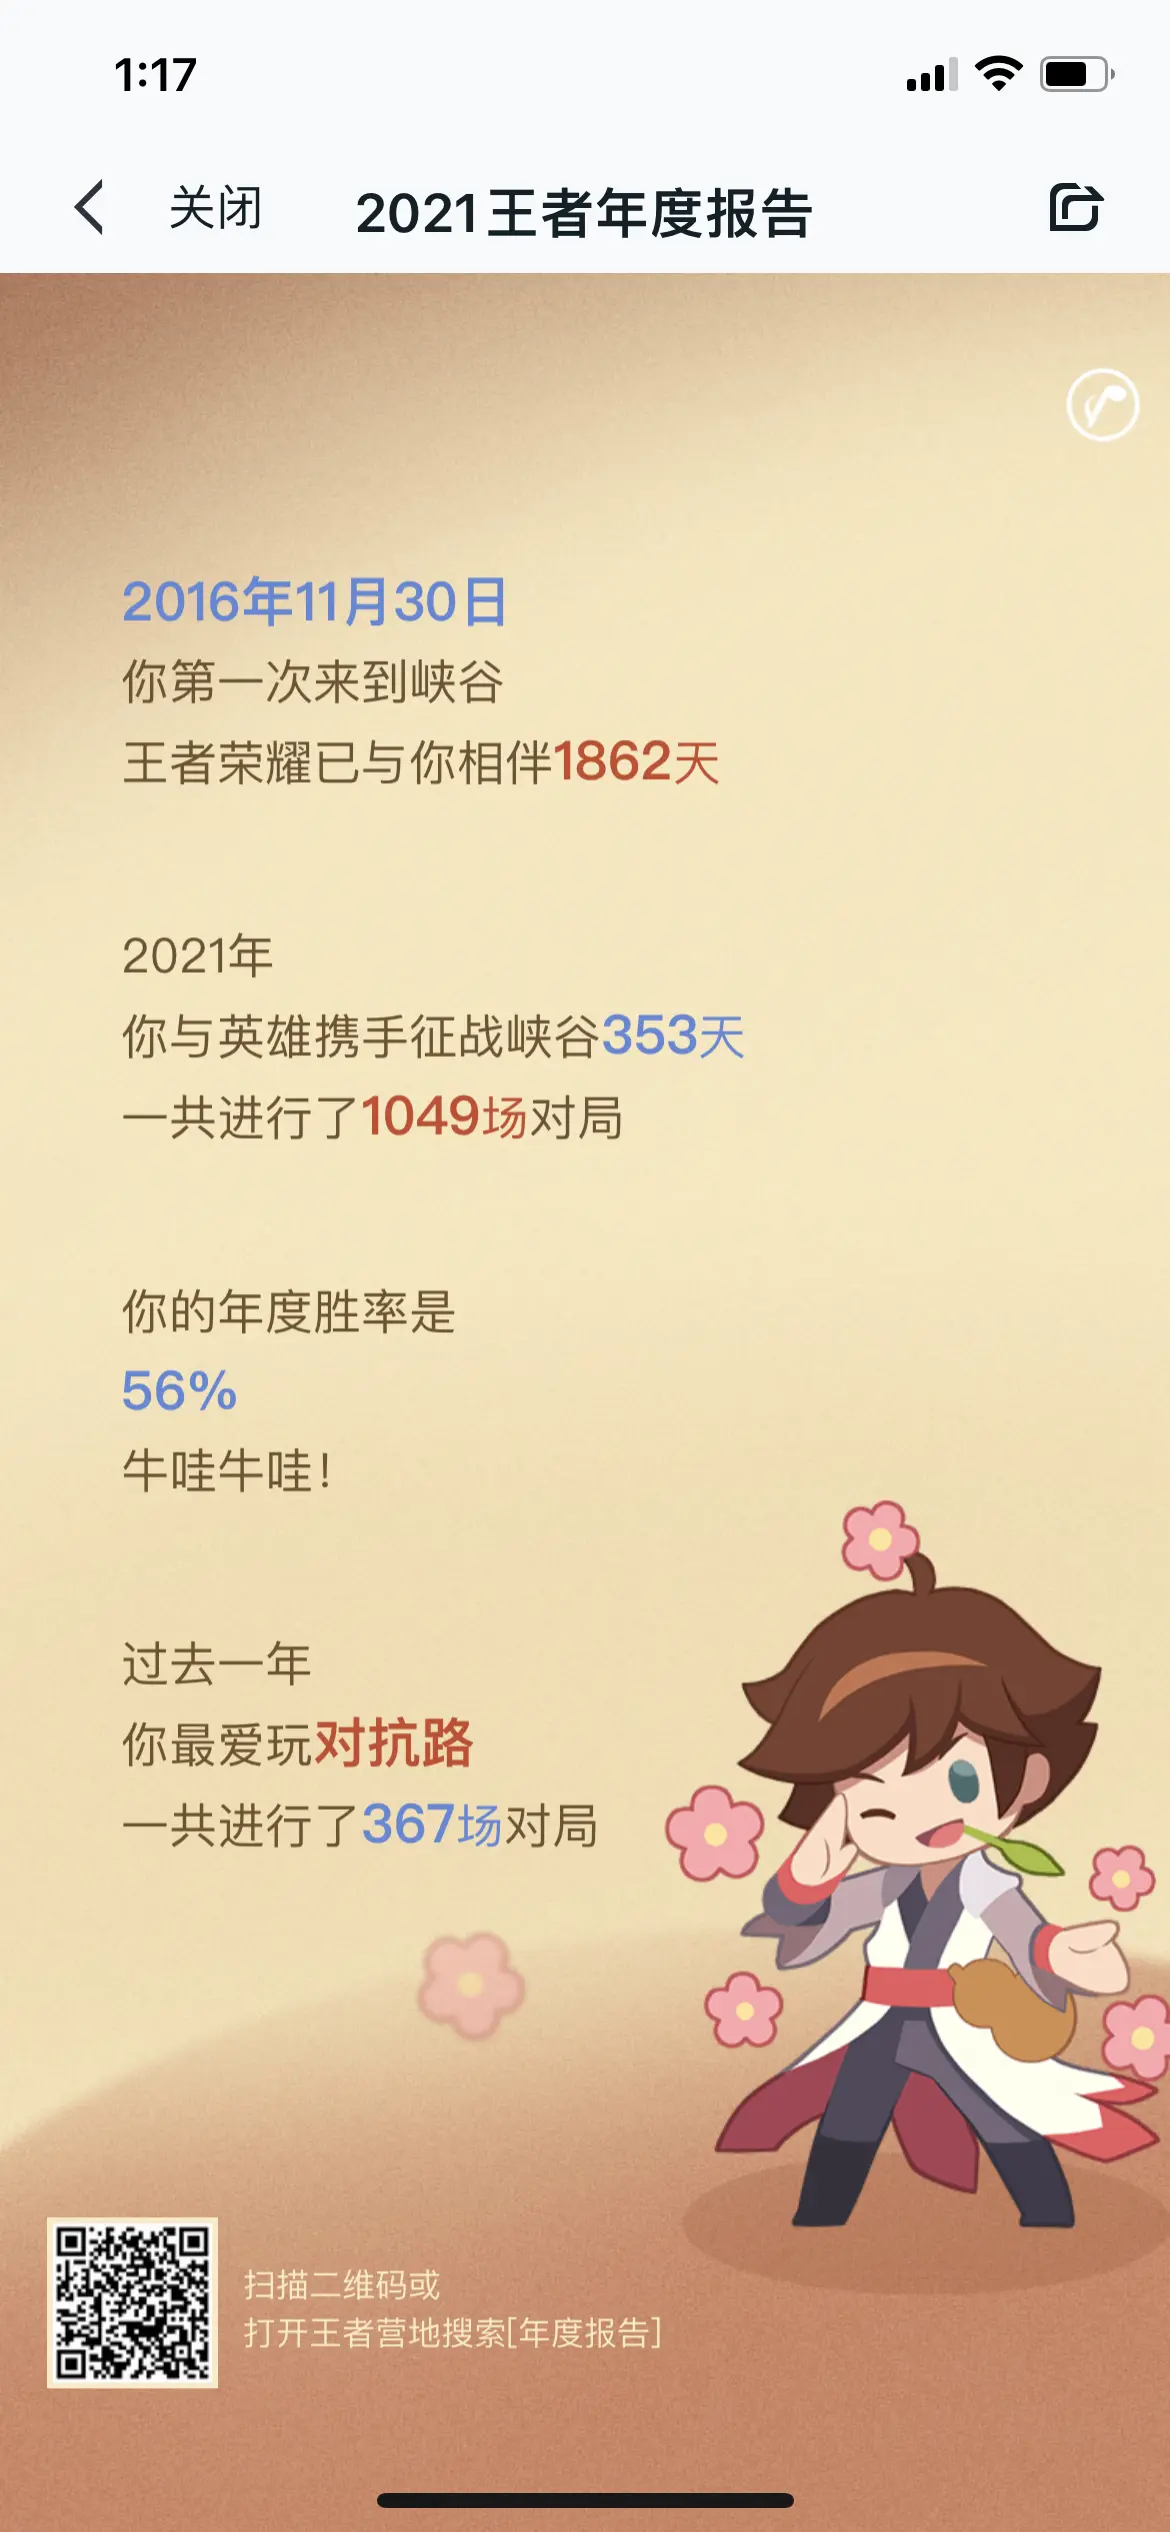 1:17
关闭
2021王者年度报告
2016年11月30日
你第一次来到峡谷
王者荣耀已与你相伴1862天
2021年
你与英雄携手征战峡谷353天
一共进行了1049场对局
你的年度胜率是
56%
牛哇牛哇！
过去一年
你最爱玩对抗路
一共进行了367场对局
扫描二维码或
打开王者营地搜索[年度报告]